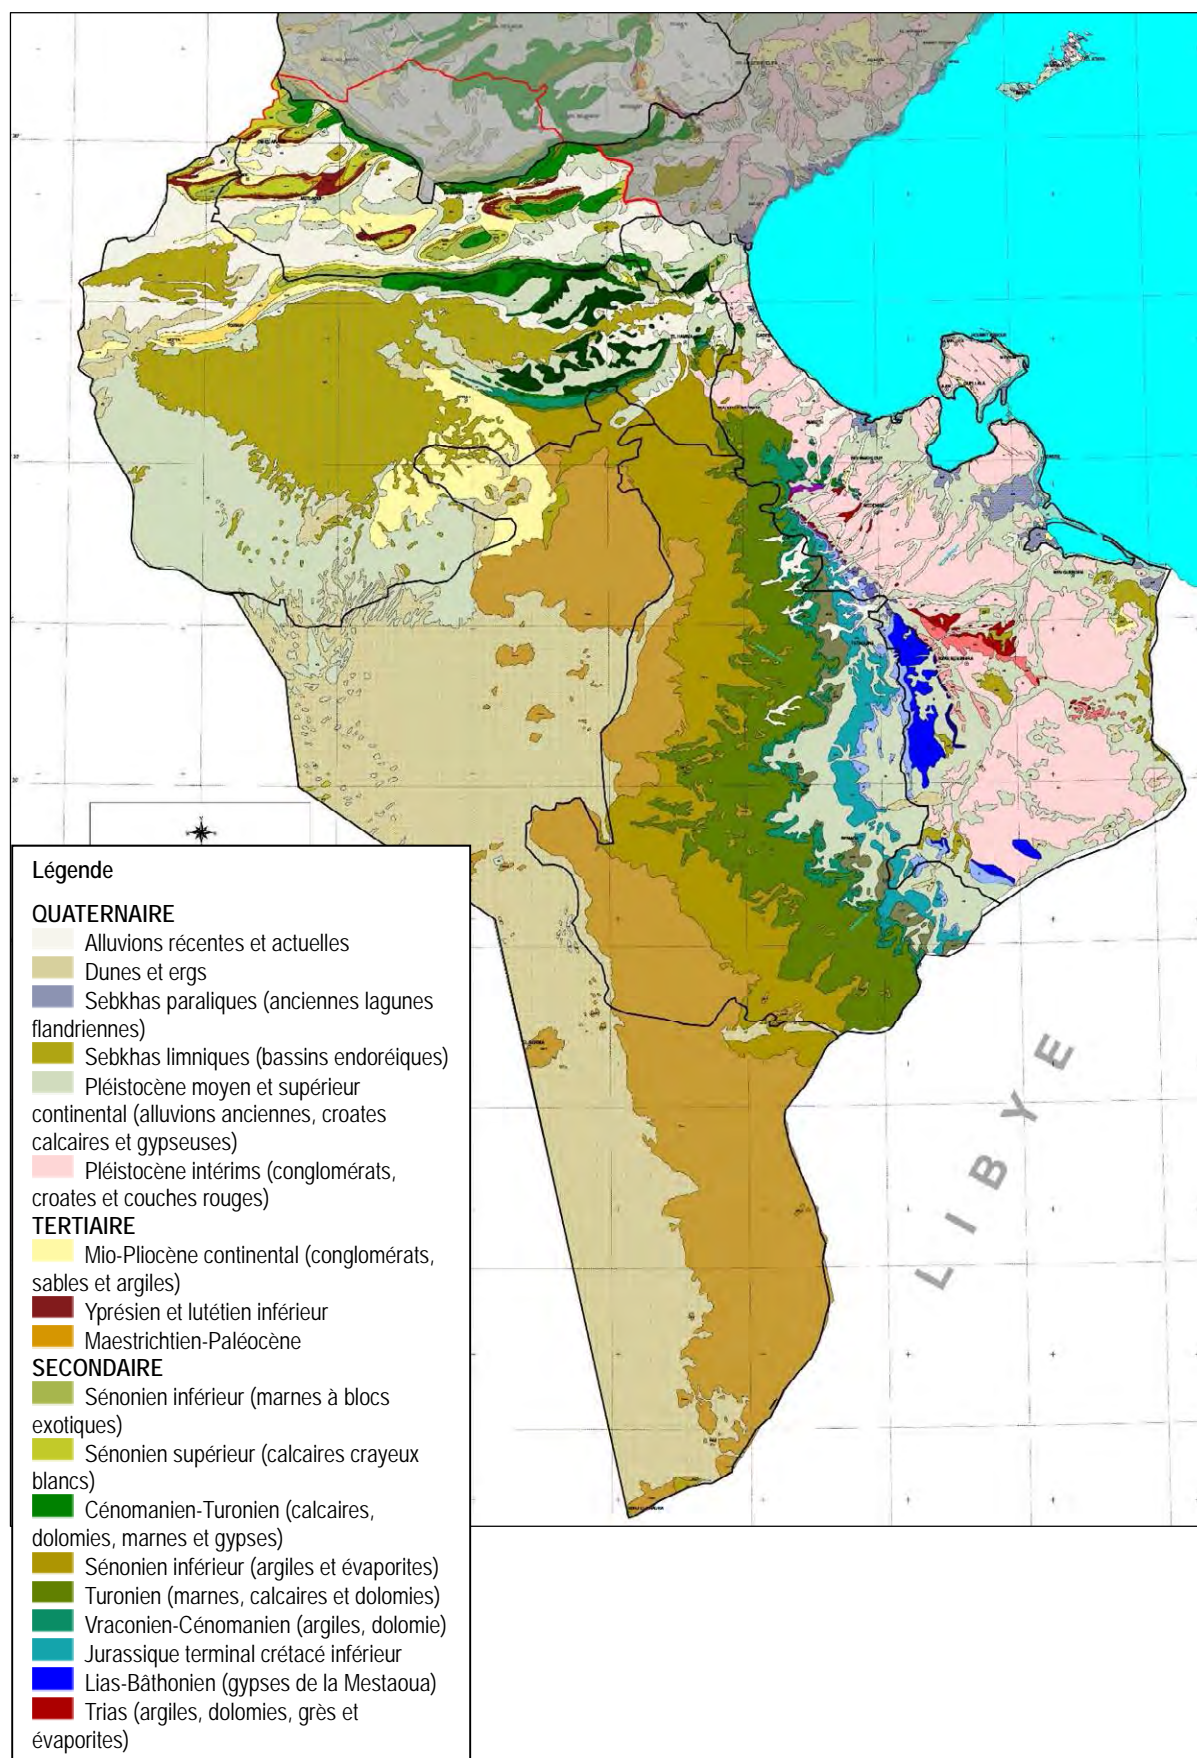 LIBYE
Légende
QUATERNAIRE
Alluvions récentes et actuelles
Dunes et ergs
Sebkhas paraliques (anciennes lagunes
flandriennes)
Sebkhas limniques (bassins endoréiques)
Pléistocène moyen et supérieur
continental (alluvions anciennes, croates
calcaires et gypseuses)
Pléistocène intérims (conglomérats,
croates et couches rouges)
TERTIAIRE
Mio-Pliocène continental (conglomérats,
sables et argiles)
Yprésien et lutétien inférieur
Maestrichtien-Paléocène
SECONDAIRE
Sénonien inférieur (marnes à blocs
exotiques)
Sénonien supérieur (calcaires crayeux
blancs)
Cénomanien-Turonien (calcaires,
dolomies, marnes et gypses)
Sénonien inférieur (argiles et évaporites)
Turonien (marnes, calcaires et dolomies)
Vraconien-Cénomanien (argiles, dolomie)
Jurassique terminal crétacé inférieur
Lias-Bâthonien (gypses de la Mestaoua)
Trias (argiles, dolomies, grès et
évaporites)